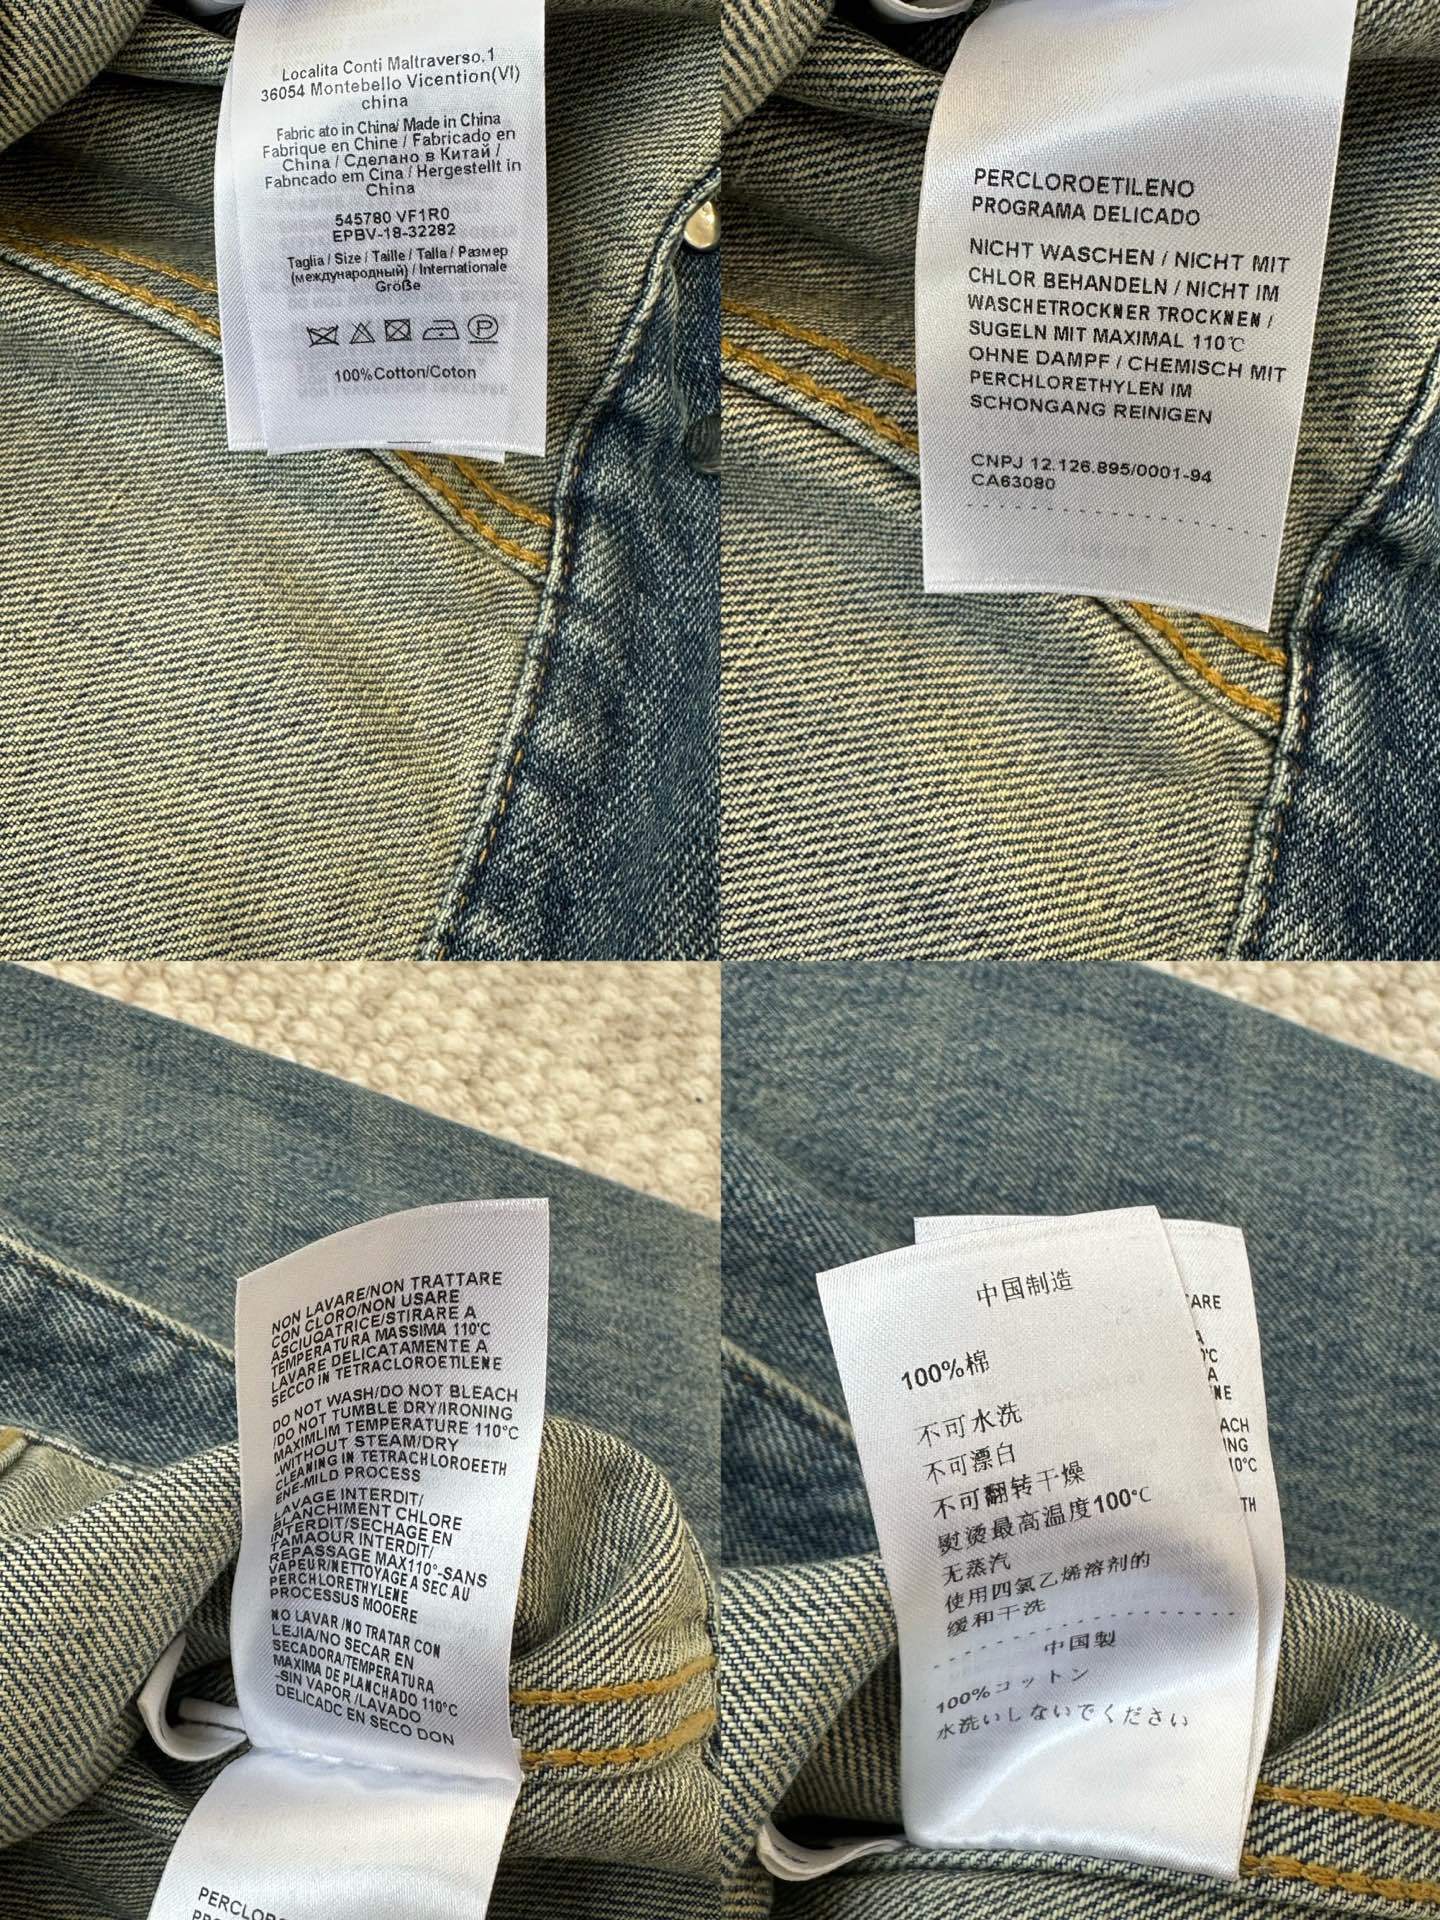 Localita Conti Maltraverso.1
36054 Montebello Vicention(VI)
china
Fabric ato in China/ Made in China
Fabrique en Chine / Fabricado en
China / Сделано в Китай /
Fabncado em Cina / Hergestellt in
China
545780 VF1R0
EPBV-18-32282
Taglia / Size / Taille / Talla / Размер
(международный) / Internationale
Größe
P
100%Cotton/Coton
PERCLOROETILENO
PROGRAMA DELICADO
NICHT WASCHEN / NICHT MIT
CHLOR BEHANDELN / NICHT IM
WASCHETROCKNER TROCKNEN /
SUGELN MIT MAXIMAL 110℃
OHNE DAMPF / CHEMISCH MIT
PERCHLORETHYLEN IM
SCHONGANG REINIGEN
CNPJ 12.126.895/0001-94
CA63080
NON LAVARE/NON TRATTARE
CON CLORO/NON USARE
ASCIUQATRICE/STIRARE A
TEMPERATURA MASSIMA 110'C
LAVARE DELICATAMENTE A
SECCO IN TETRACLOROETILENE
DO NOT WASH/DO NOT BLEACH
/DO NOT TUMBLE DRY/IRONING
MAXIMLIM TEMPERATURE 110°C
-WITHOUT STEAM/DRY
CLEANING IN TETRACHLOROEETH
ENE-MILD PROCESS
LAVAGE INTERDIT/
BLANCHIMENT CHLORE
INTERDIT/SECHAGE EN
TAMAOUR INTERDIT/
REPASSAGE MAX110°-SANS
VAPEUR/NETTOYAGE A SEC AU
PERCHLORETHYLENE
PROCESSUS MOOERE
NO LAVAR /NO TRATAR CON
LEJIA/NO SECAR EN
SECADORA/TEMPERATURA
MAXIMA DE PLANCHADO 110°C
-SIN VAPOR /LAVADO
DELICADC EN SECO DON
PERCLOR
中国制造
100%棉
不可水洗
不可漂白
不可翻转干燥
熨烫最高温度100℃
无蒸汽
使用四氯乙烯溶剂的
缓和干洗
中国製
100%コットン
水洗いしないでください
ARE
A
°C
A
NE
ACH
ING
10°C
TH